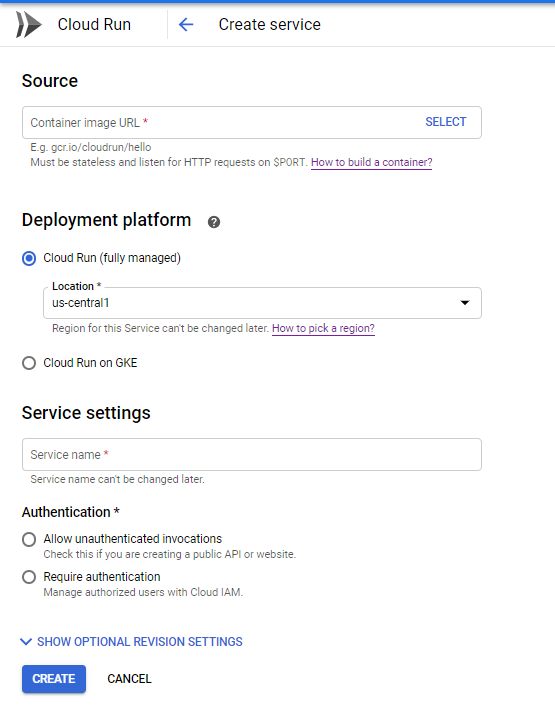 Cloud Run
Create service
Source
Container image URL *
SELECT
E.g. gcr.io/cloudrun/hello
Must be stateless and listen for HTTP requests on $PORT. How to build a container?
Deployment platform ?
Cloud Run (fully managed)
Location *
us-central1
Region for this Service can't be changed later. How to pick a region?
Cloud Run on GKE
Service settings
Service name *
Service name can't be changed later.
Authentication *
Allow unauthenticated invocations
Check this if you are creating a public API or website.
Require authentication
Manage authorized users with Cloud IAM.
SHOW OPTIONAL REVISION SETTINGS
CREATE
CANCEL